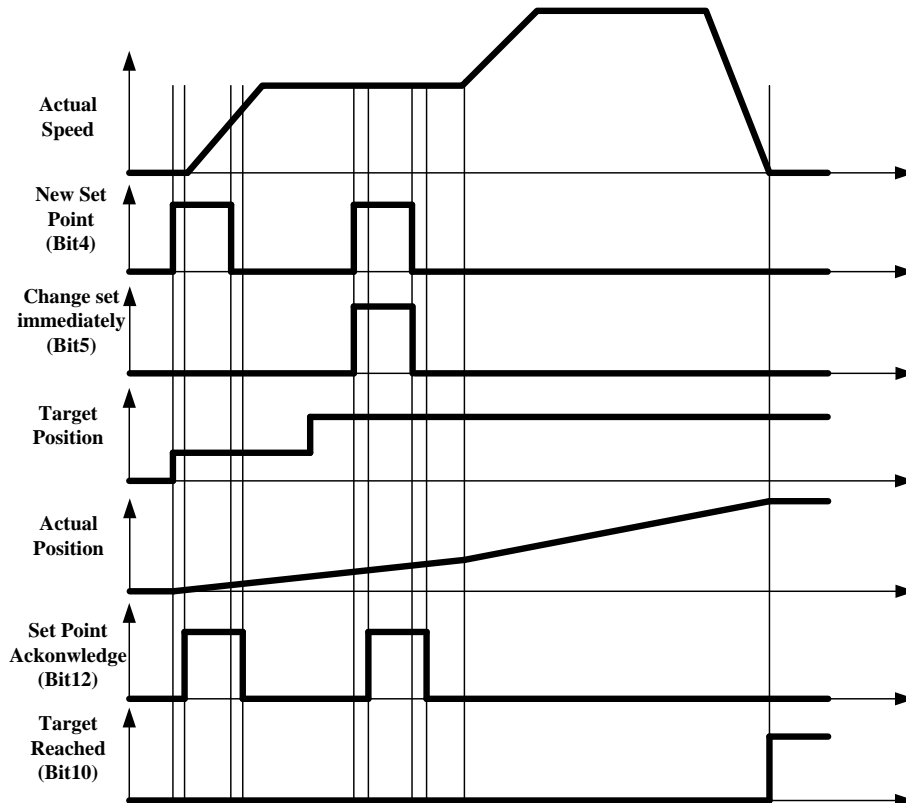 Actual
Speed
New Set
Point
(Bit4)
Change set
immediately
(Bit5)
Target
Position
Actual
Position
Set Point
Ackonwledge
(Bit12)
Target
Reached
(Bit10)